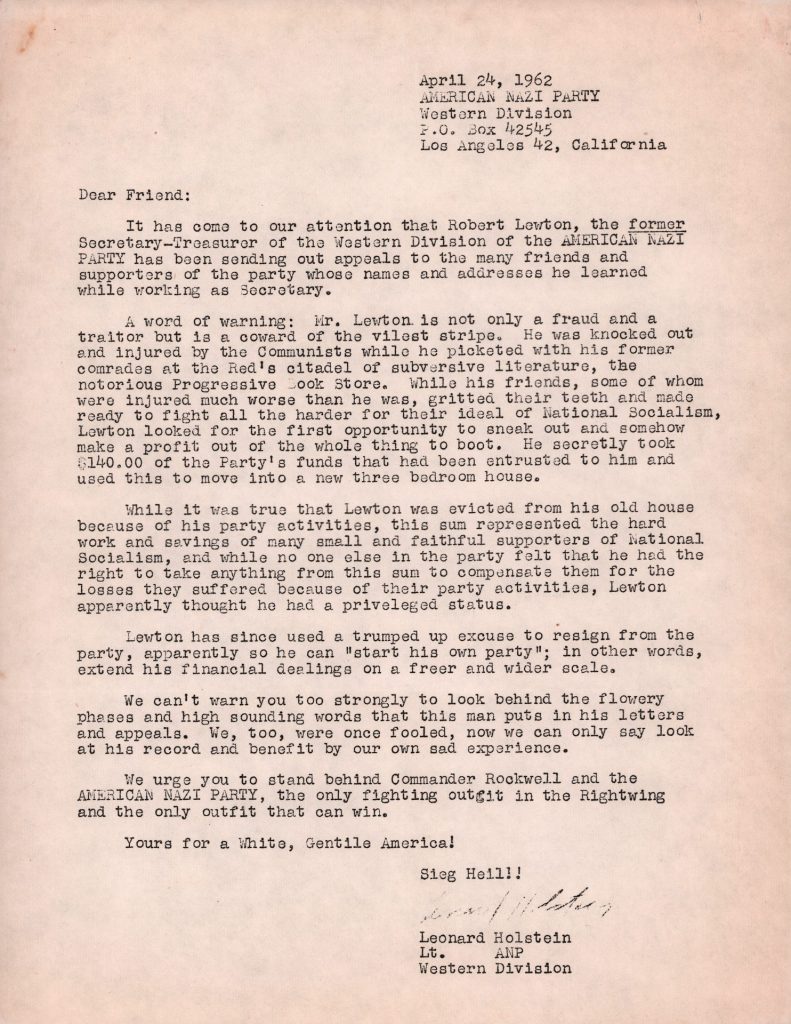 April 24, 1962
AMERICAN NAZI PARTY
Western Division
P.O. Box 42545
Los Angeles 42, California
Dear Friend:
It has come to our attention that Robert Lewton, the former
Secretary-Treasurer of the Western Division of the AMERICAN NAZI
PARTY has been sending out appeals to the many friends and
supporters of the party whose names and addresses he learned
while working as Secretary.
A word of warning: Mr. Lewton is not only a fraud and a
traitor but is a coward of the vilest stripe. He was knocked out
and injured by the Communists while he picketed with his former
comrades at the Red's citadel of subversive literature, the
notorious Progressive Book Store. While his friends, some of whom
were injured much worse than he was, gritted their teeth and made
ready to fight all the harder for their ideal of National Socialism,
Lewton looked for the first opportunity to sneak out and somehow
make a profit out of the whole thing to boot. He secretly took
$140.00 of the Party's funds that had been entrusted to him and
used this to move into a new three bedroom house.
While it was true that Lewton was evicted from his old house
because of his party activities, this sum represented the hard
work and savings of many small and faithful supporters of National
Socialism, and while no one else in the party felt that he had the
right to take anything from this sum to compensate them for the
losses they suffered because of their party activities, Lewton
apparently thought he had a priveleged status.
Lewton has since used a trumped up excuse to resign from the
party, apparently so he can "start his own party"; in other words,
extend his financial dealings on a freer and wider scale.
We can't warn you too strongly to look behind the flowery
phases and high sounding words that this man puts in his letters
and appeals. We, too, were once fooled, now we can only say look
at his record and benefit by our own sad experience.
We urge you to stand behind Commander Rockwell and the
AMERICAN NAZI PARTY, the only fighting outfit in the Rightwing
and the only outfit that can win.
Yours for a White, Gentile America!
Sieg Heil!!
Leonard Holstein
Lt. ANP
Western Division